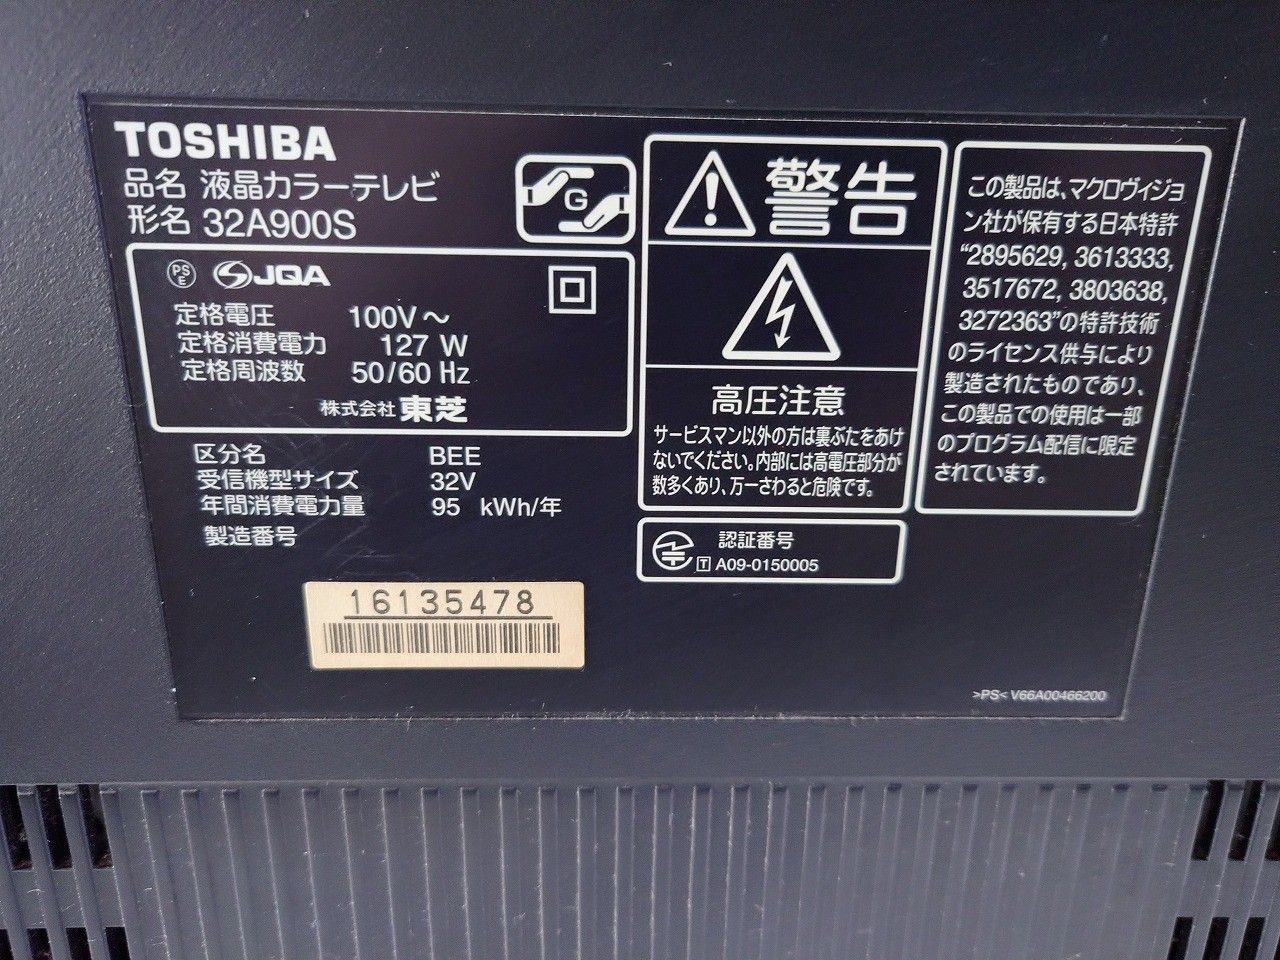 TOSHIBA
品名 液晶カラーテレビ
形名 32A900S
G
PS
E
JQA
定格電圧 100V～
定格消費電力 127 W
定格周波数 50/60 Hz
株式会社 東芝
区分名 BEE
受信機型サイズ 32V
年間消費電力量 95 kWh/年
製造番号
16135478
警告
高圧注意
サービスマン以外の方は裏ぶたをあけ
ないでください。内部には高電圧部分が
数多くあり、万一さわると危険です。
認証番号
T A09-0150005
この製品は、マクロヴィジョ
ン社が保有する日本特許
“2895629, 3613333,
3517672, 3803638,
3272363”の特許技術
のライセンス供与により
製造されたものであり、
この製品での使用は一部
のプログラム配信に限定
されています。
>PS< V66A00466200